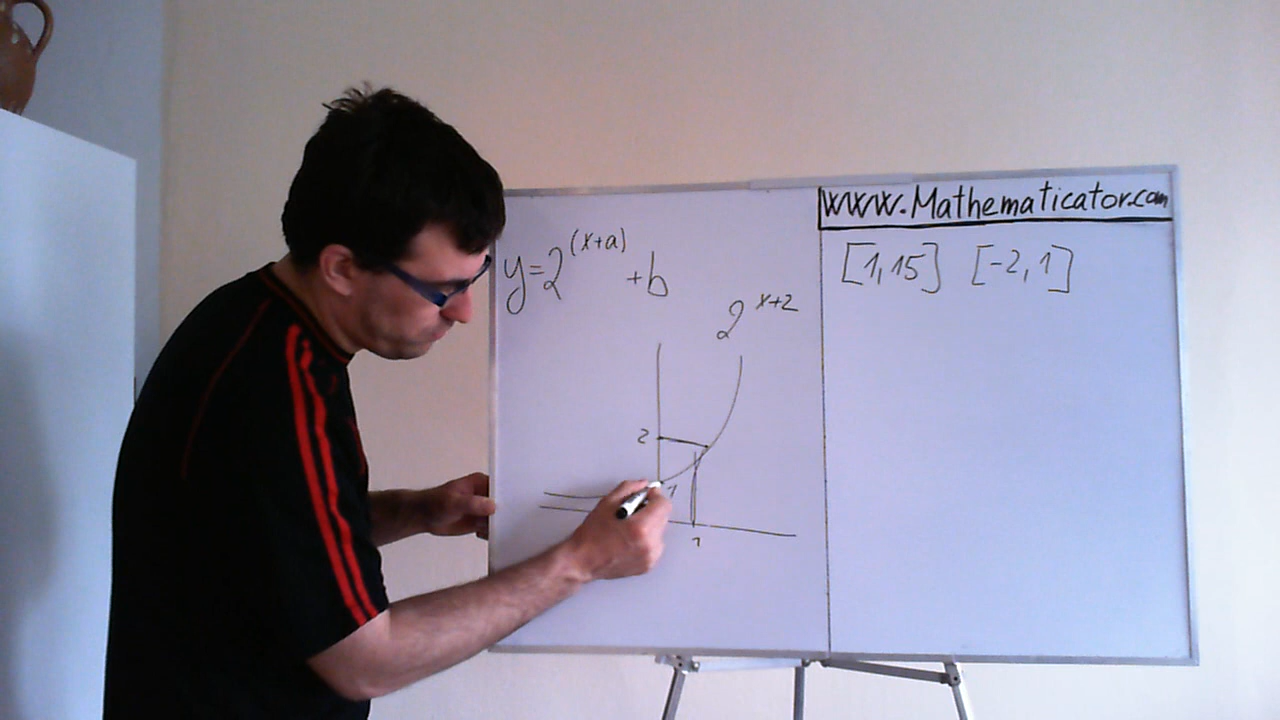 y=2^(x+a) +b
2^x+2
2
1
1
www.Mathematicator.com
[1,15] [-2,1]